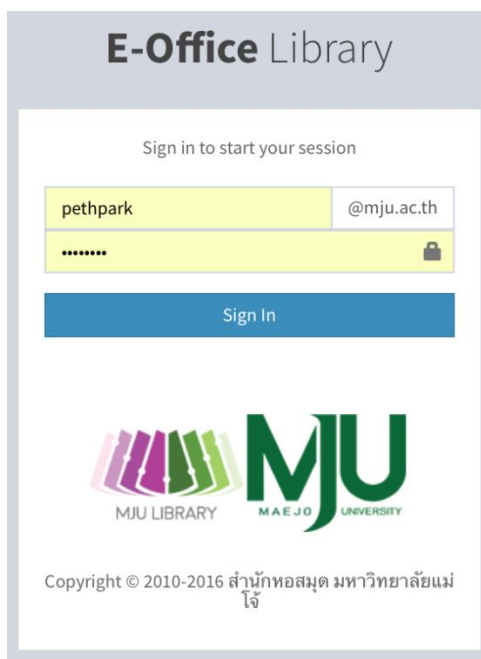 E-Office Library
Sign in to start your session
pethpark @mju.ac.th
••••••••
Sign In
MJU LIBRARY
MJU
MAEJO UNIVERSITY
Copyright © 2010-2016 สำนักหอสมุด มหาวิทยาลัยแม่
โจ้